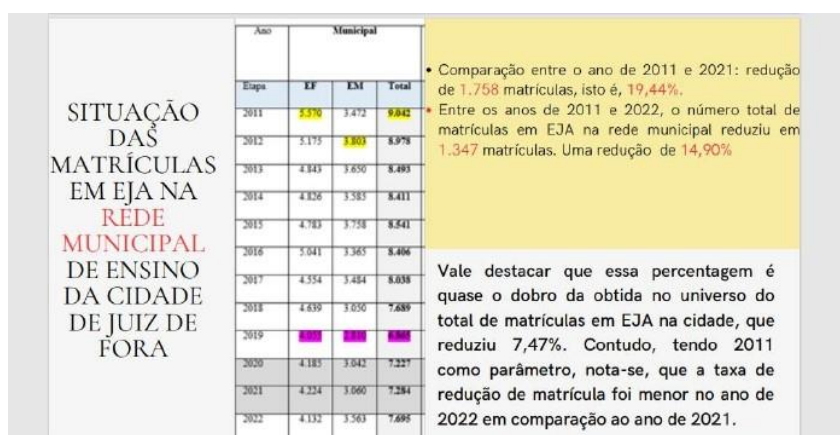 SITUAÇÃO
DAS
MATRÍCULAS
EM EJA NA
REDE
MUNICIPAL
DE ENSINO
DA CIDADE
DE JUIZ DE
FORA
Ano Municipal
Etapa EF EM Total
2011 5.570 3.472 9.042
2012 5.175 3.803 8.978
2013 4.843 3.650 8.493
2014 4.826 3.585 8.411
2015 4.783 3.758 8.541
2016 5.041 3.365 8.406
2017 4.554 3.484 8.038
2018 4.639 3.050 7.689
2019
2020 4.185 3.042 7.227
2021 4.224 3.060 7.284
2022 4.132 3.563 7.695
• Comparação entre o ano de 2011 e 2021: redução
de 1.758 matrículas, isto é, 19,44%.
• Entre os anos de 2011 e 2022, o número total de
matrículas em EJA na rede municipal reduziu em
1.347 matrículas. Uma redução de 14,90%
Vale destacar que essa percentagem é
quase o dobro da obtida no universo do
total de matrículas em EJA na cidade, que
reduziu 7,47%. Contudo, tendo 2011
como parâmetro, nota-se, que a taxa de
redução de matrícula foi menor no ano de
2022 em comparação ao ano de 2021.